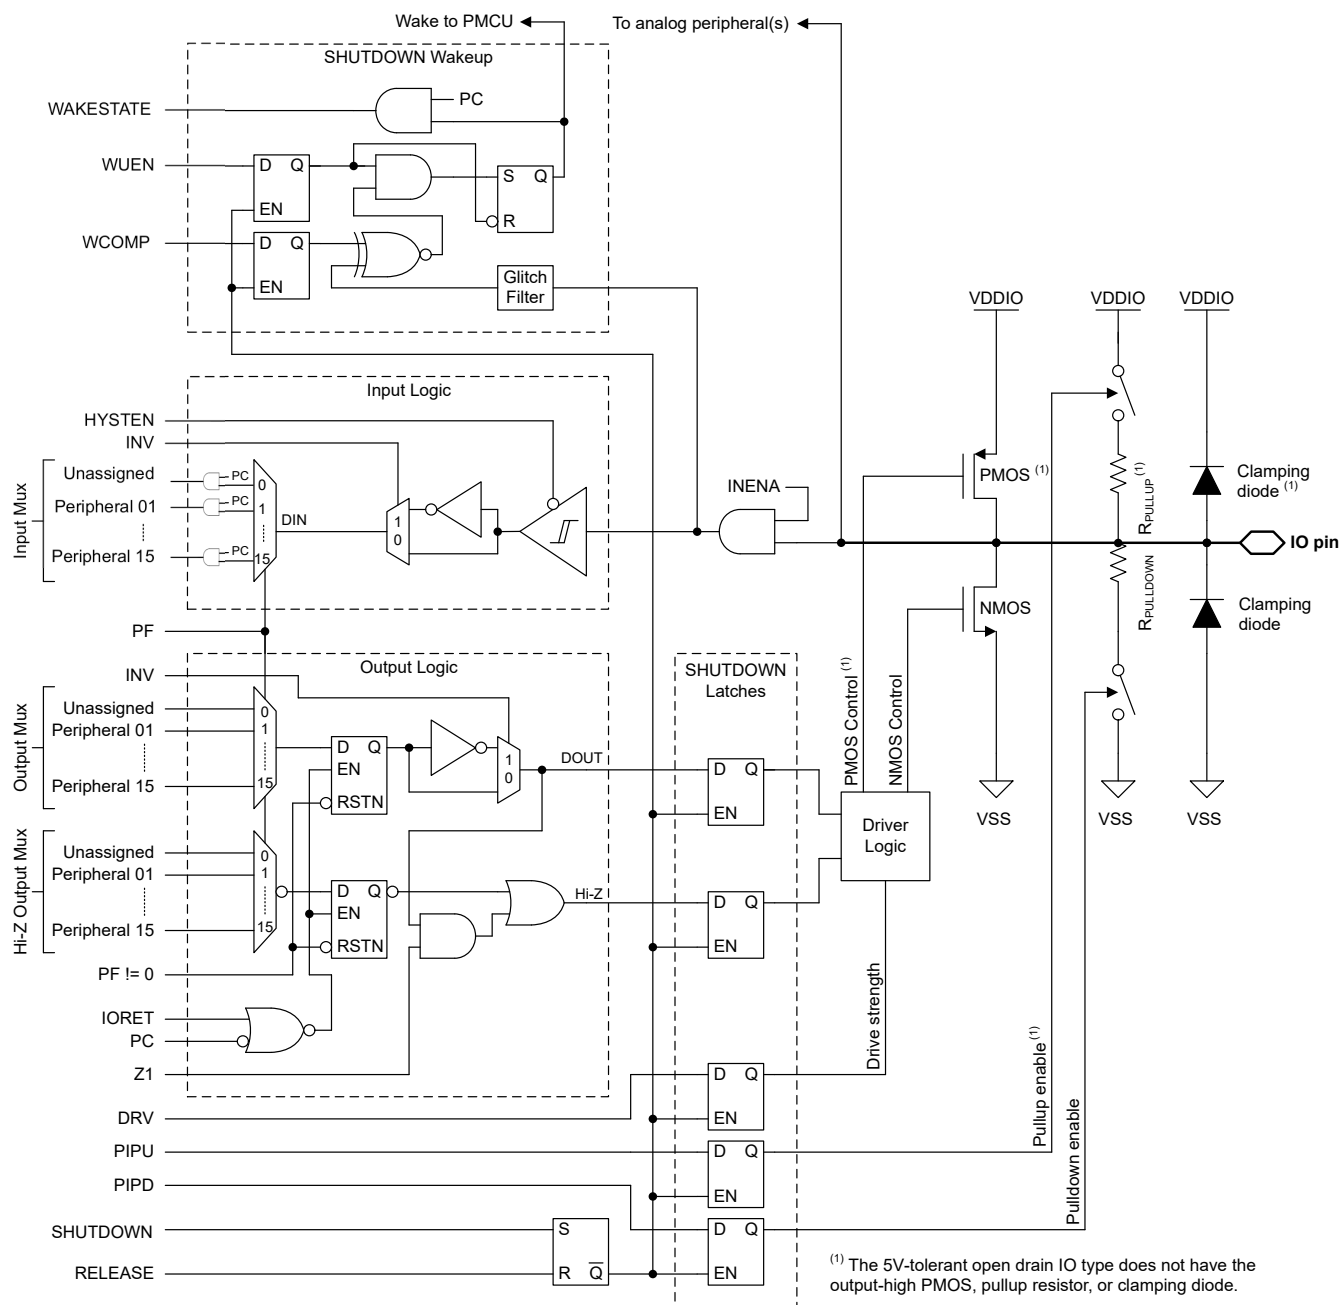 Wake to PMCU
To analog peripheral(s)
SHUTDOWN Wakeup
WAKESTATE
PC
WUEN
D Q
EN
S Q
R
WCOMP
D Q
EN
Glitch
Filter
VDDIO
VDDIO
VDDIO
Input Logic
HYSTEN
INV
Input Mux
Unassigned
Peripheral 01
Peripheral 15
PC
PC
PC
0
1
15
DIN
1
0
INENA
PMOS (1)
RPULLUP (1)
Clamping
diode (1)
IO pin
NMOS
RPULLDOWN
Clamping
diode
PF
INV
Output Logic
SHUTDOWN
Latches
PMOS Control (1)
NMOS Control
Output Mux
Unassigned
Peripheral 01
Peripheral 15
0
1
15
D Q
EN
RSTN
1
0
DOUT
D Q
EN
Driver
Logic
VSS
VSS
VSS
Hi-Z Output Mux
Unassigned
Peripheral 01
Peripheral 15
0
1
15
D Q
EN
RSTN
Hi-Z
D Q
EN
PF != 0
IORET
PC
Z1
Drive strength
Pullup enable (1)
Pulldown enable
DRV
D Q
EN
PIPU
D Q
EN
PIPD
SHUTDOWN
RELEASE
S
R Q̅
D Q
EN
(1) The 5V-tolerant open drain IO type does not have the
output-high PMOS, pullup resistor, or clamping diode.